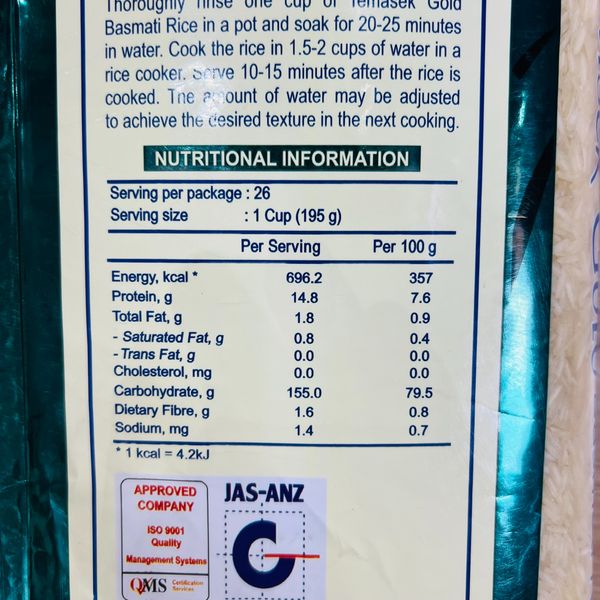 Thoroughly rinse one cup of Temasek Gold
Basmati Rice in a pot and soak for 20-25 minutes
in water. Cook the rice in 1.5-2 cups of water in a
rice cooker. Serve 10-15 minutes after the rice is
cooked. The amount of water may be adjusted
to achieve the desired texture in the next cooking.
NUTRITIONAL INFORMATION
Serving per package : 26
Serving size : 1 Cup (195 g)
Per Serving Per 100 g
Energy, kcal * 696.2 357
Protein, g 14.8 7.6
Total Fat, g 1.8 0.9
- Saturated Fat, g 0.8 0.4
- Trans Fat, g 0.0 0.0
Cholesterol, mg 0.0 0.0
Carbohydrate, g 155.0 79.5
Dietary Fibre, g 1.6 0.8
Sodium, mg 1.4 0.7
* 1 kcal = 4.2kJ
APPROVED
COMPANY
ISO 9001
Quality
Management Systems
QMS Certification
Services
JAS-ANZ